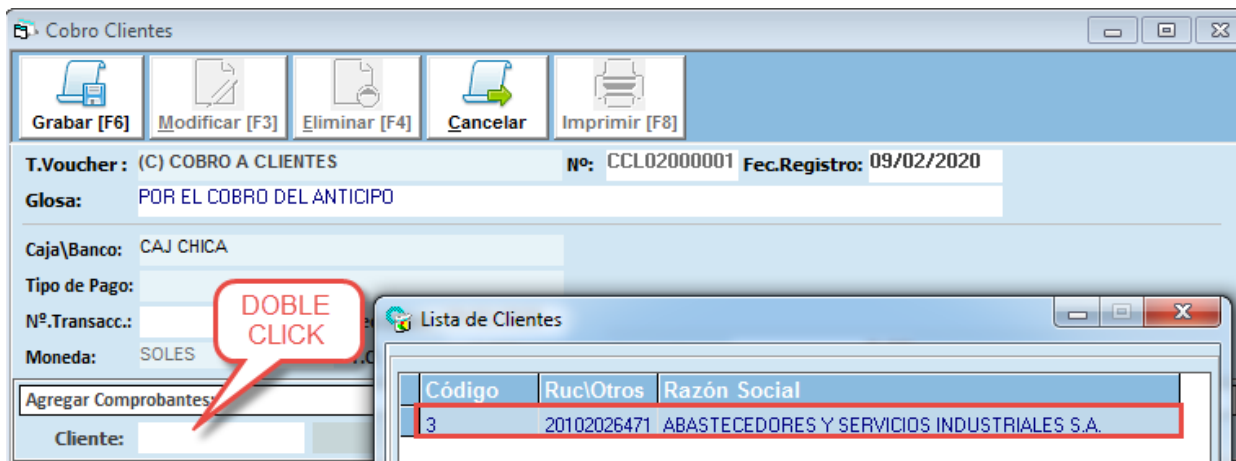 Cobro Clientes
Grabar [F6] Modificar [F3] Eliminar [F4] Cancelar Imprimir [F8]
T.Voucher : (C) COBRO A CLIENTES Nº: CCL02000001 Fec.Registro: 09/02/2020
Glosa: POR EL COBRO DEL ANTICIPO
Caja\Banco: CAJ CHICA
Tipo de Pago:
DOBLE
CLICK
Nº.Transacc.:
Lista de Clientes
Moneda: SOLES
Código Ruc\Otros Razón Social
Agregar Comprobantes:
3 20102026471 ABASTECEDORES Y SERVICIOS INDUSTRIALES S.A.
Cliente: